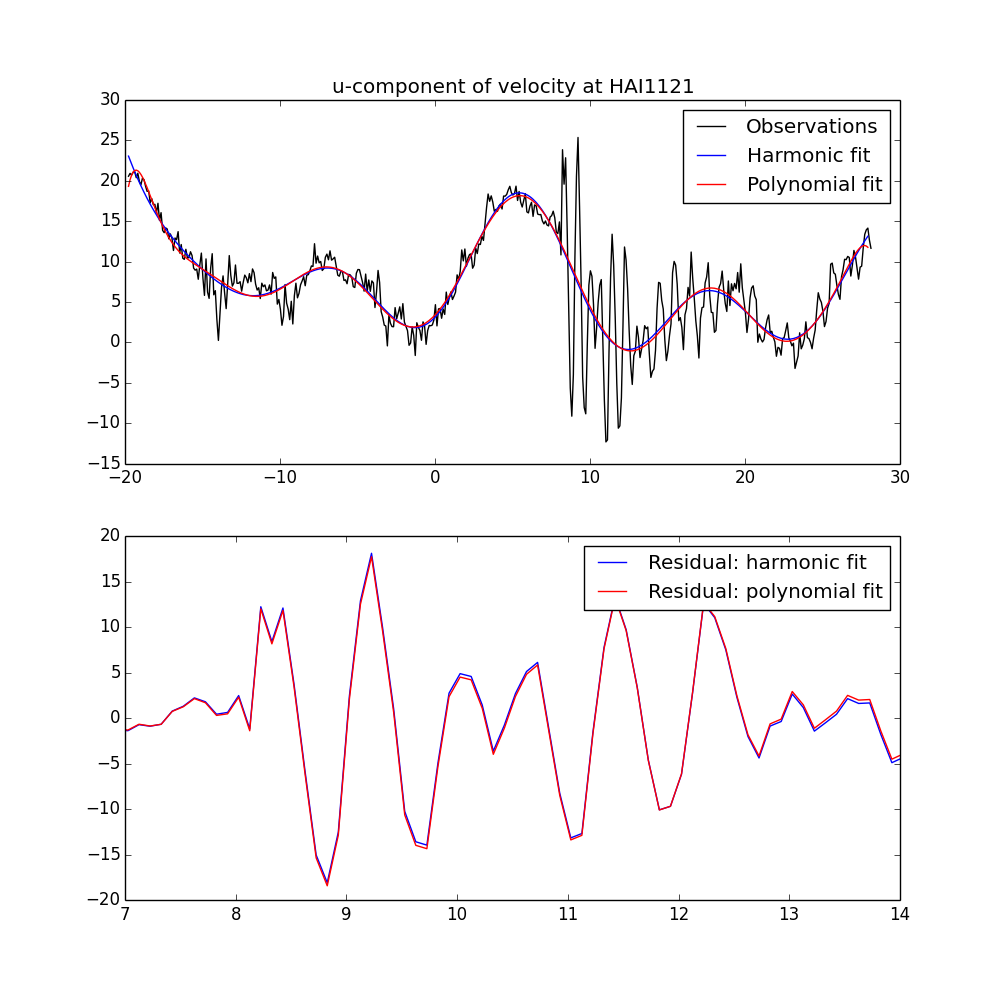 u-component of velocity at HAI1121
30
25
20
15
10
5
0
−5
−10
−15
Observations
Harmonic fit
Polynomial fit
−20 −10 0 10 20 30
20
15
10
5
0
−5
−10
−15
−20
Residual: harmonic fit
Residual: polynomial fit
7 8 9 10 11 12 13 14